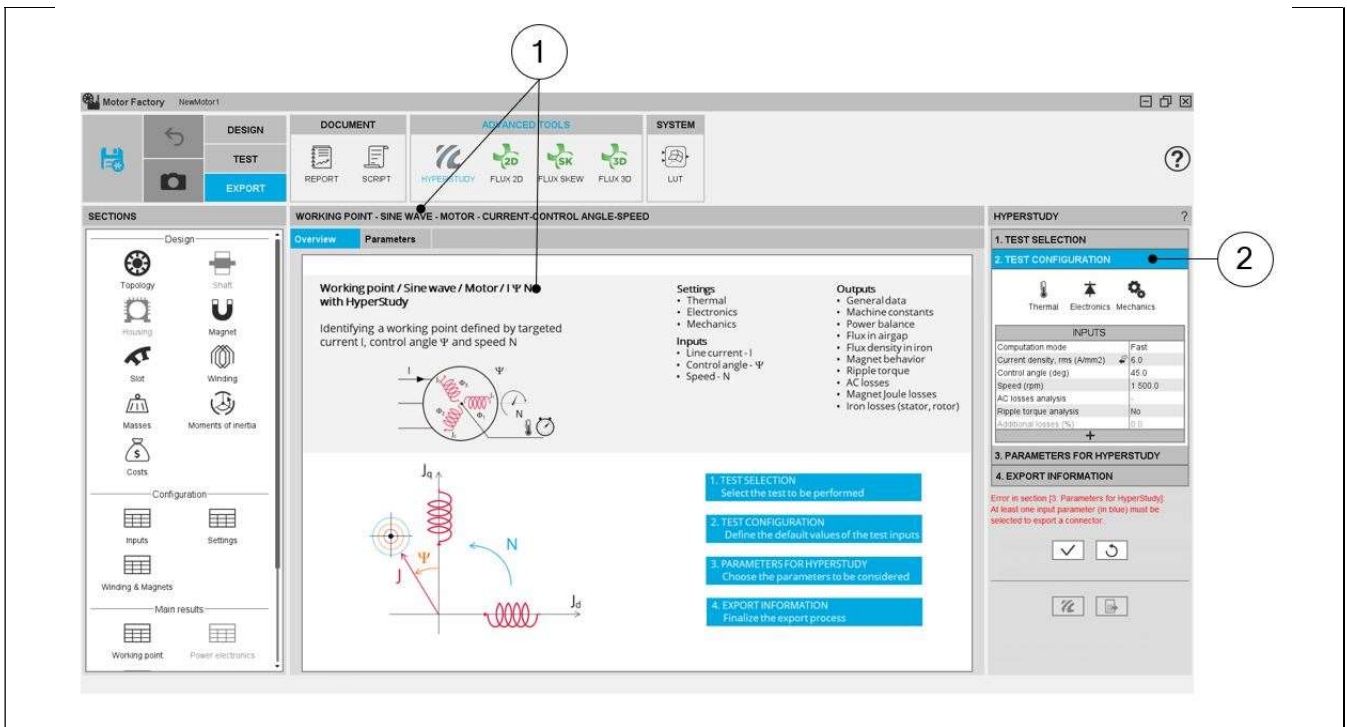 1
Motor Factory NewMotor1
DESIGN
TEST
EXPORT
DOCUMENT
REPORT SCRIPT
ADVANCED TOOLS
HYPERSTUDY FLUX 2D FLUX SKEW FLUX 3D
2D SK 3D
SYSTEM
LUT
?
SECTIONS
Design
Topology Shaft
Housing Magnet
Slot Winding
Masses Moments of inertia
$
Costs
Configuration
Inputs Settings
Winding & Magnets
Main results
Working point Power electronics
WORKING POINT - SINE WAVE - MOTOR - CURRENT-CONTROL ANGLE-SPEED
Overview Parameters
Working point / Sine wave / Motor / I Ψ N
with HyperStudy
Identifying a working point defined by targeted
current I, control angle Ψ and speed N
I Ψ
N
Settings
• Thermal
• Electronics
• Mechanics
Inputs
• Line current - I
• Control angle - Ψ
• Speed - N
Outputs
• General data
• Machine constants
• Power balance
• Flux in airgap
• Flux density in iron
• Magnet behavior
• Ripple torque
• AC losses
• Magnet Joule losses
• Iron losses (stator, rotor)
Jq
N
Ψ
J
Jd
1. TEST SELECTION
Select the test to be performed
2. TEST CONFIGURATION
Define the default values of the test inputs
3. PARAMETERS FOR HYPERSTUDY
Choose the parameters to be considered
4. EXPORT INFORMATION
Finalize the export process
HYPERSTUDY ?
1. TEST SELECTION
2. TEST CONFIGURATION
2
Thermal Electronics Mechanics
INPUTS
Computation mode Fast
Current density, rms (A/mm2) 6.0
Control angle (deg) 45.0
Speed (rpm) 1 500.0
AC losses analysis -
Ripple torque analysis No
Additional losses (%) 0.0
+
3. PARAMETERS FOR HYPERSTUDY
4. EXPORT INFORMATION
Error in section [3. Parameters for HyperStudy]:
At least one input parameter (in blue) must be
selected to export a connector.